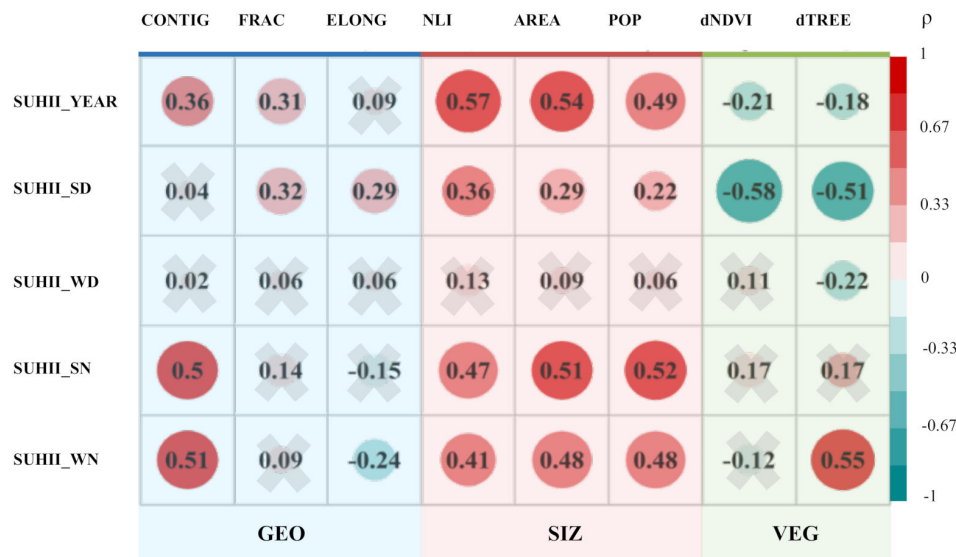 CONTIG FRAC ELONG NLI AREA POP dNDVI dTREE ρ
1
SUHII_YEAR 0.36 0.31 0.09 0.57 0.54 0.49 -0.21 -0.18
0.67
SUHII_SD 0.04 0.32 0.29 0.36 0.29 0.22 -0.58 -0.51
0.33
SUHII_WD 0.02 0.06 0.06 0.13 0.09 0.06 0.11 -0.22
0
-0.33
SUHII_SN 0.5 0.14 -0.15 0.47 0.51 0.52 0.17 0.17
-0.67
SUHII_WN 0.51 0.09 -0.24 0.41 0.48 0.48 -0.12 0.55
-1
GEO SIZ VEG